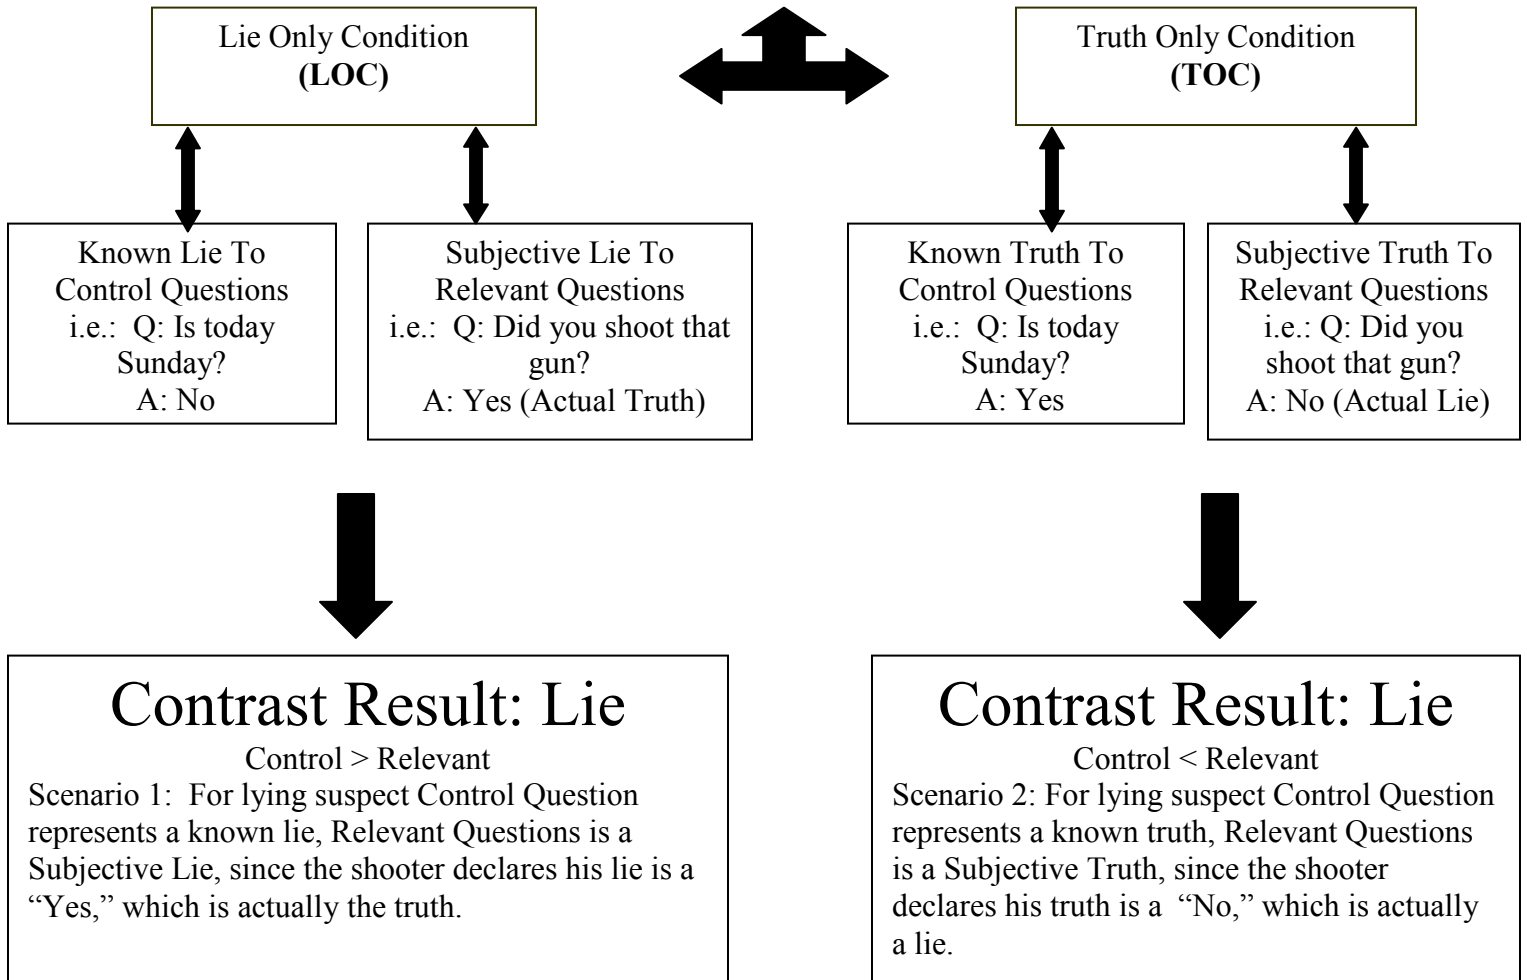 Lie Only Condition
(LOC)
Truth Only Condition
(TOC)
Known Lie To
Control Questions
i.e.: Q: Is today
Sunday?
A: No
Subjective Lie To
Relevant Questions
i.e.: Q: Did you shoot that
gun?
A: Yes (Actual Truth)
Known Truth To
Control Questions
i.e.: Q: Is today
Sunday?
A: Yes
Subjective Truth To
Relevant Questions
i.e.: Q: Did you
shoot that gun?
A: No (Actual Lie)
Contrast Result: Lie
Control > Relevant
Scenario 1: For lying suspect Control Question
represents a known lie, Relevant Questions is a
Subjective Lie, since the shooter declares his lie is a
“Yes,” which is actually the truth.
Contrast Result: Lie
Control < Relevant
Scenario 2: For lying suspect Control Question
represents a known truth, Relevant Questions
is a Subjective Truth, since the shooter
declares his truth is a “No,” which is actually
a lie.